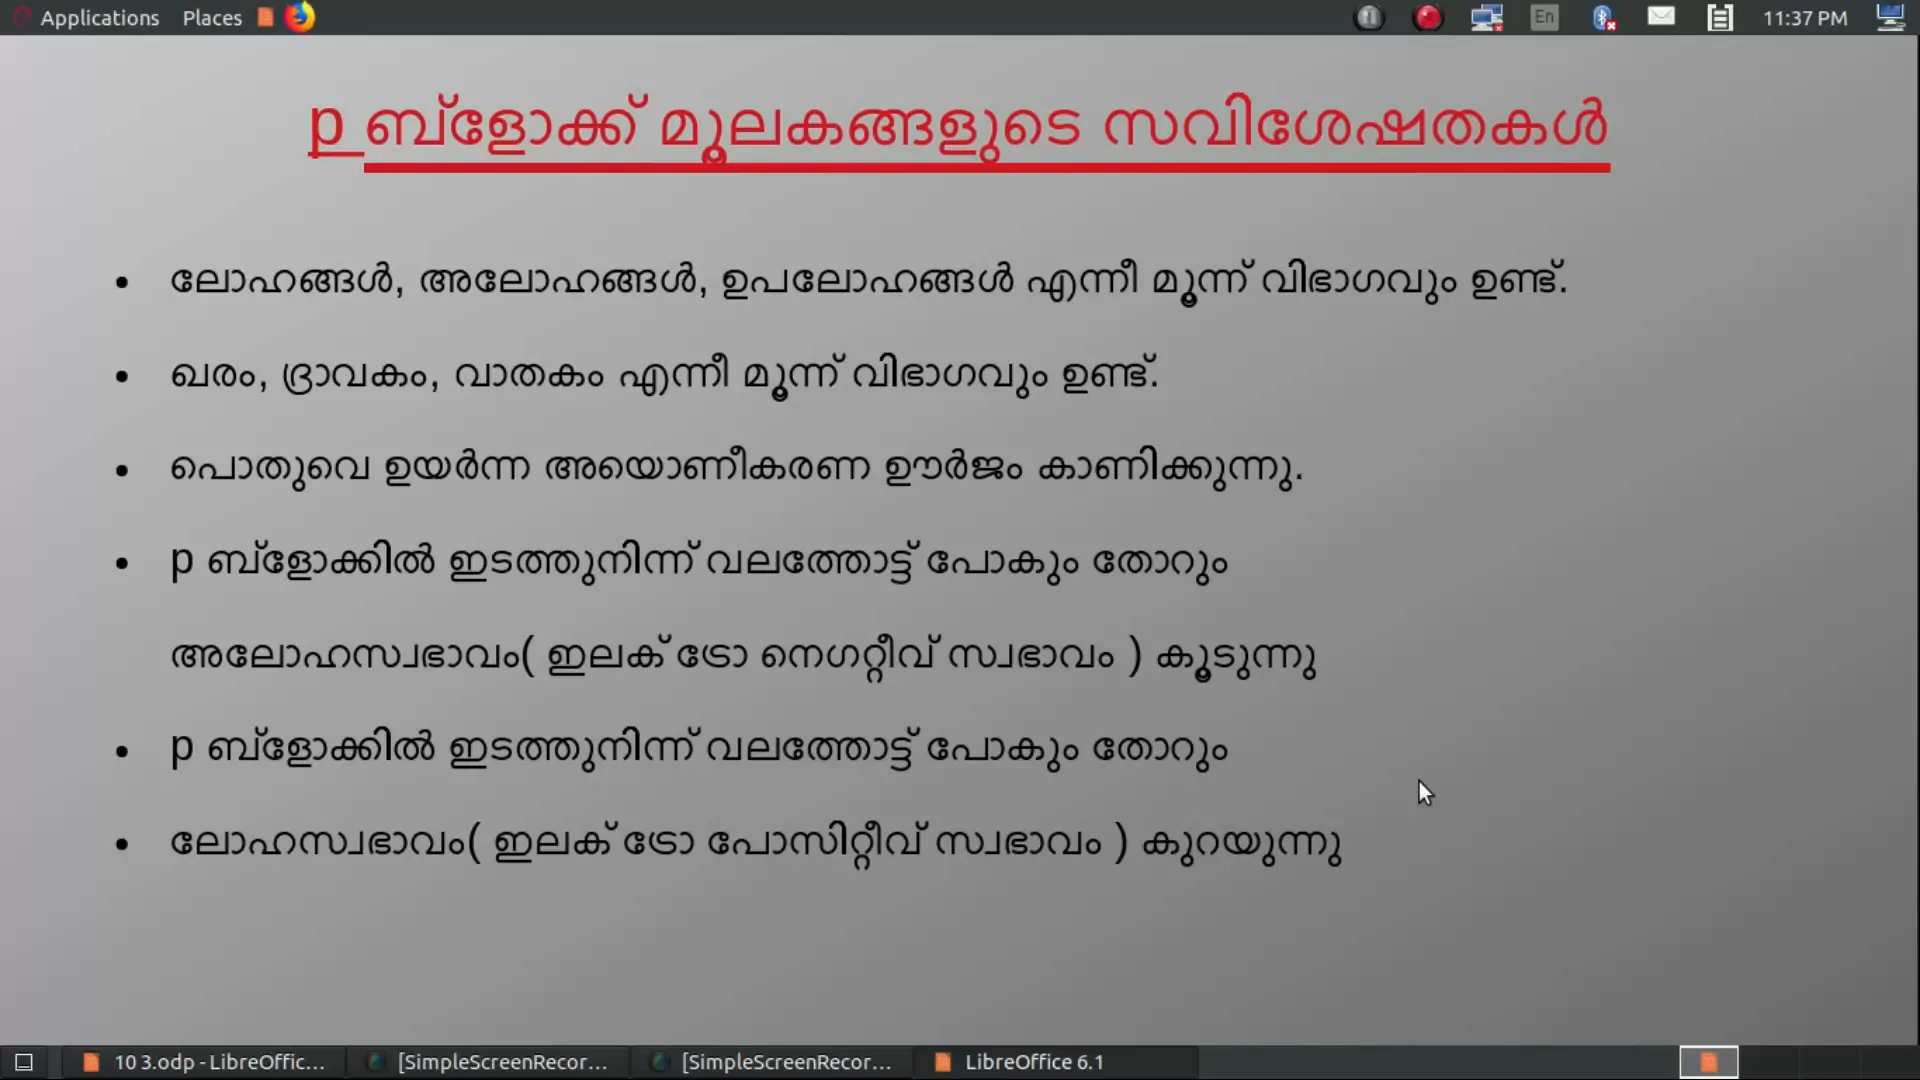 Applications Places En 11:37 PM
p ബ്ളോക്ക് മൂലകങ്ങളുടെ സവിശേഷതകൾ
• ലോഹങ്ങൾ, അലോഹങ്ങൾ, ഉപലോഹങ്ങൾ എന്നീ മൂന്ന് വിഭാഗവും ഉണ്ട്.
• ഖരം, ദ്രാവകം, വാതകം എന്നീ മൂന്ന് വിഭാഗവും ഉണ്ട്.
• പൊതുവെ ഉയർന്ന അയൊണീകരണ ഊർജം കാണിക്കുന്നു.
• p ബ്ളോക്കിൽ ഇടത്തുനിന്ന് വലത്തോട്ട് പോകും തോറും
അലോഹസ്വഭാവം( ഇലക് ട്രോ നെഗറ്റീവ് സ്വഭാവം ) കൂടുന്നു
• p ബ്ളോക്കിൽ ഇടത്തുനിന്ന് വലത്തോട്ട് പോകും തോറും
• ലോഹസ്വഭാവം( ഇലക് ട്രോ പോസിറ്റീവ് സ്വഭാവം ) കുറയുന്നു
10 3.odp - LibreOffic... [SimpleScreenRecor... [SimpleScreenRecor... LibreOffice 6.1